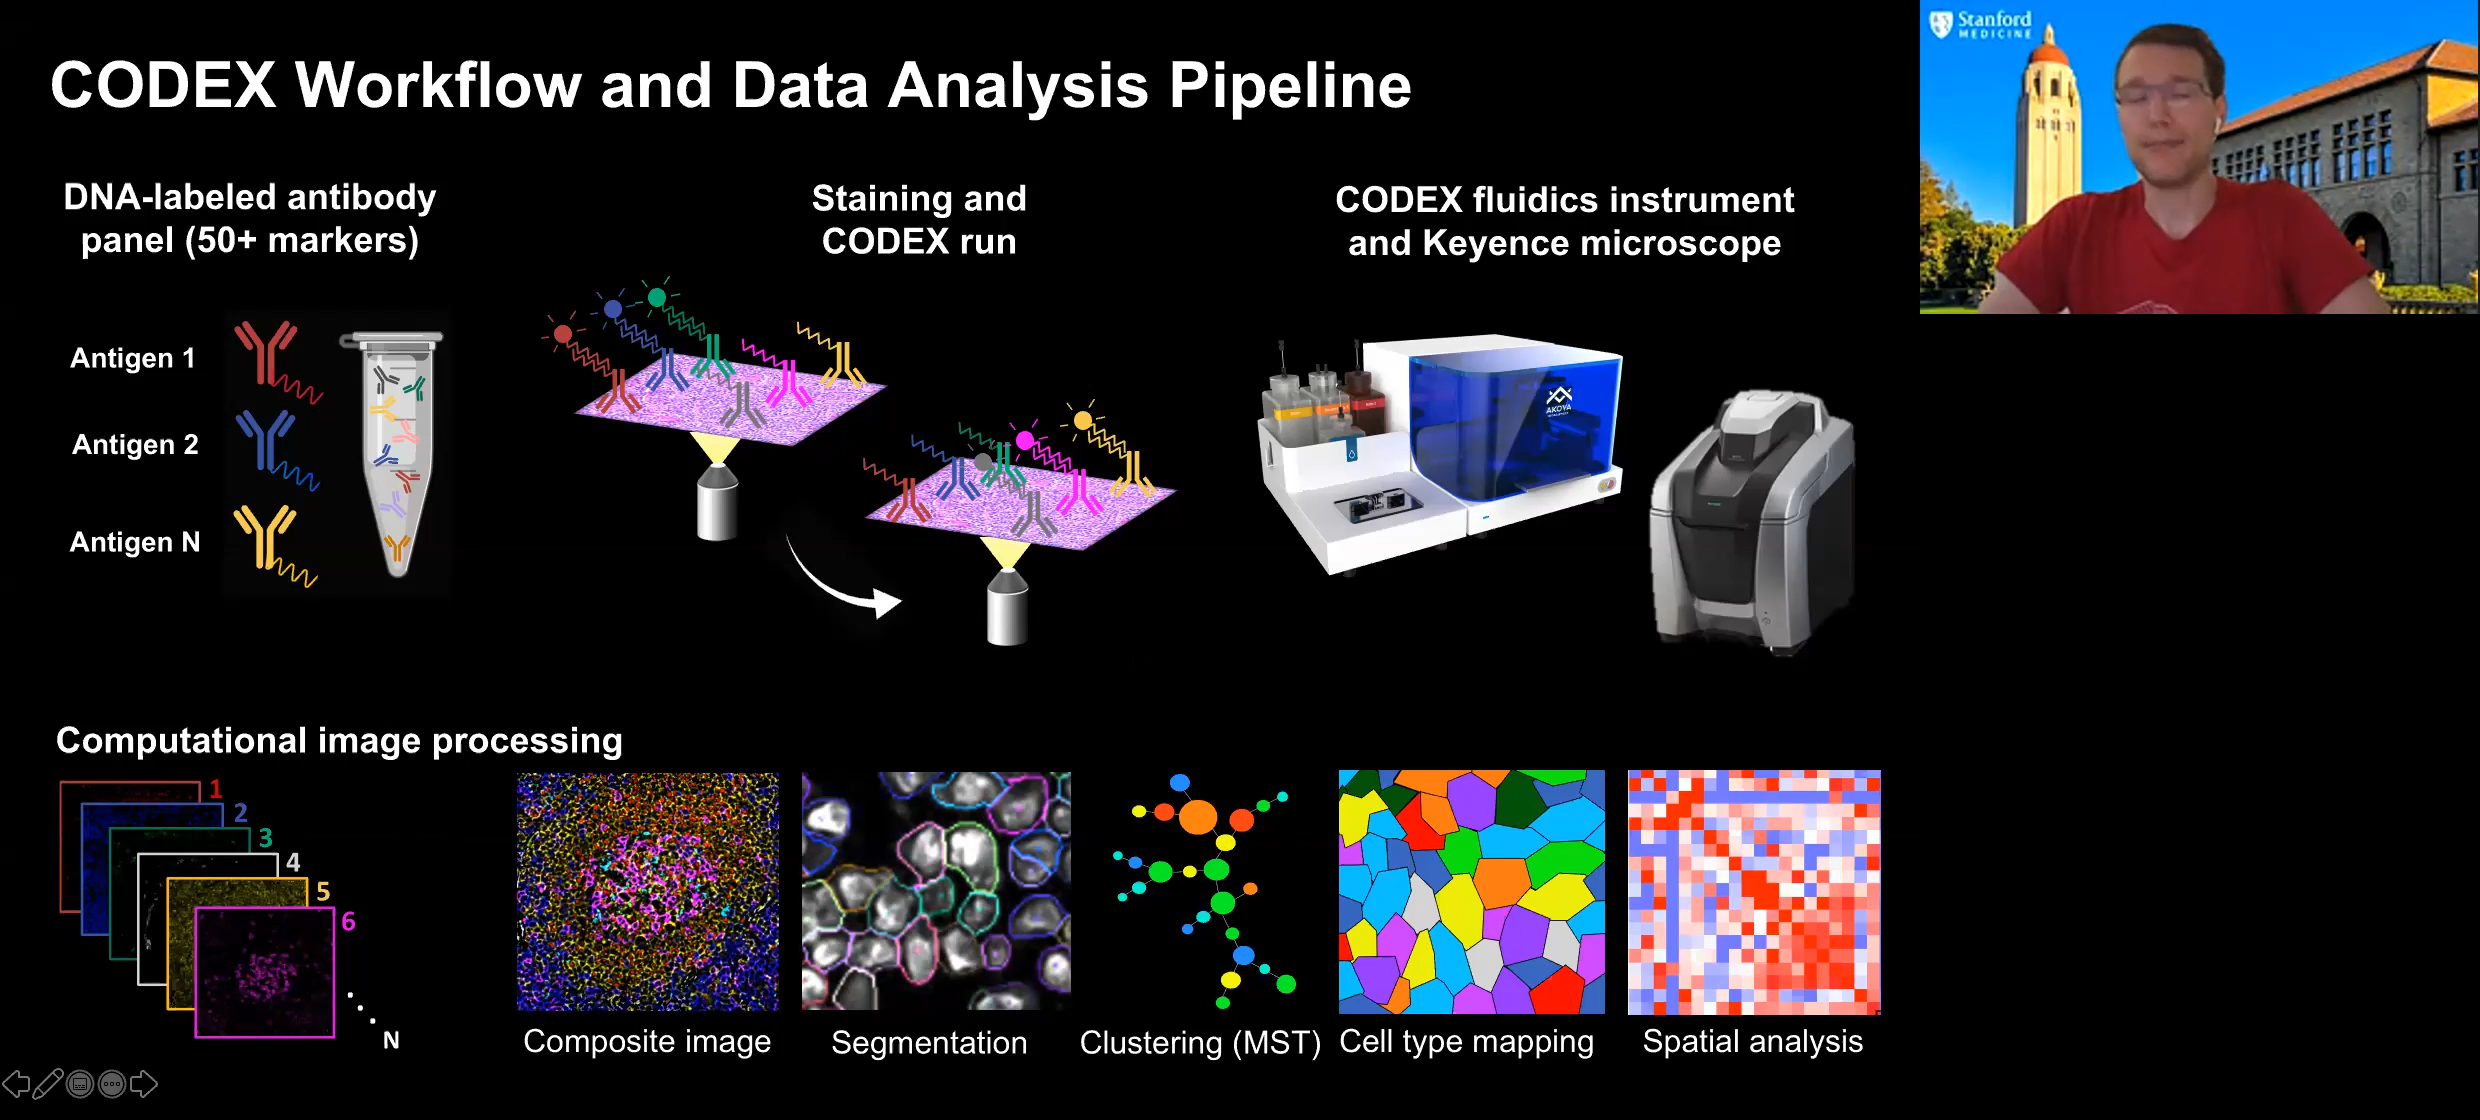 CODEX Workflow and Data Analysis Pipeline
Stanford
MEDICINE
DNA-labeled antibody
panel (50+ markers)
Staining and
CODEX run
CODEX fluidics instrument
and Keyence microscope
Antigen 1
Antigen 2
Antigen N
AKOYA
Computational image processing
1
2
3
4
5
6
N
Composite image
Segmentation
Clustering (MST)
Cell type mapping
Spatial analysis